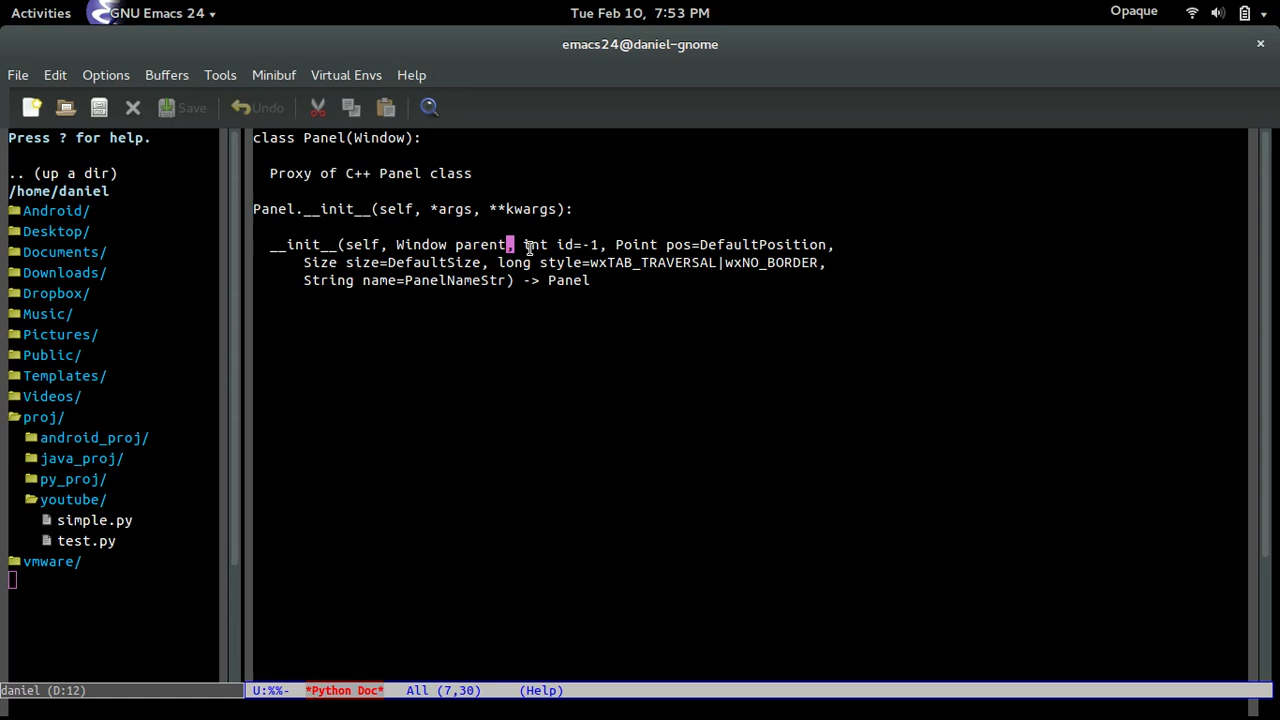 Activities GNU Emacs 24 Tue Feb 10, 7:53 PM Opaque
emacs24@daniel-gnome
File Edit Options Buffers Tools Minibuf Virtual Envs Help
Save Undo
Press ? for help.
.. (up a dir)
/home/daniel
Android/
Desktop/
Documents/
Downloads/
Dropbox/
Music/
Pictures/
Public/
Templates/
Videos/
proj/
android_proj/
java_proj/
py_proj/
youtube/
simple.py
test.py
vmware/
daniel (D:12)
class Panel(Window):
Proxy of C++ Panel class
Panel.__init__(self, *args, **kwargs):
__init__(self, Window parent, int id=-1, Point pos=DefaultPosition,
Size size=DefaultSize, long style=wxTAB_TRAVERSAL|wxNO_BORDER,
String name=PanelNameStr) -> Panel
U:%%- *Python Doc* All (7,30) (Help)